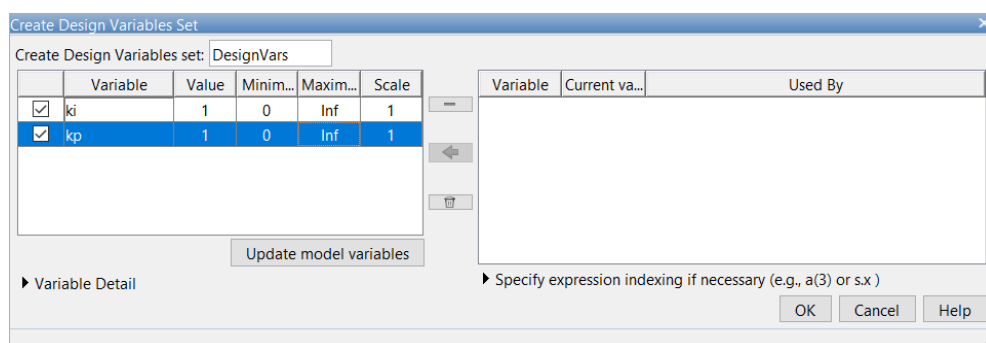 Create Design Variables Set
Create Design Variables set: DesignVars
Variable Value Minim... Maxim... Scale
ki 1 0 Inf 1
kp 1 0 Inf 1
Update model variables
Variable Detail
Variable Current va... Used By
Specify expression indexing if necessary (e.g., a(3) or s.x )
OK Cancel Help